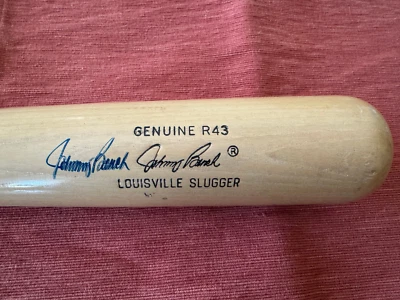 GENUINE R43
Johnny Bench Johnny Bench ®
LOUISVILLE SLUGGER